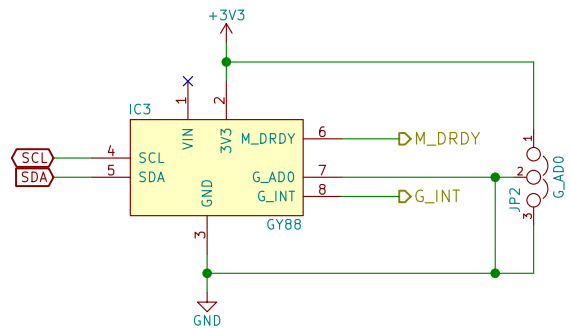 +3V3
IC3
1
2
VIN
3V3
M_DRDY
6
M_DRDY
SCL
4
SCL
SDA
5
SDA
G_AD0
7
G_INT
8
G_INT
GND
3
GY88
GND
1
2
3
JP2
G_AD0